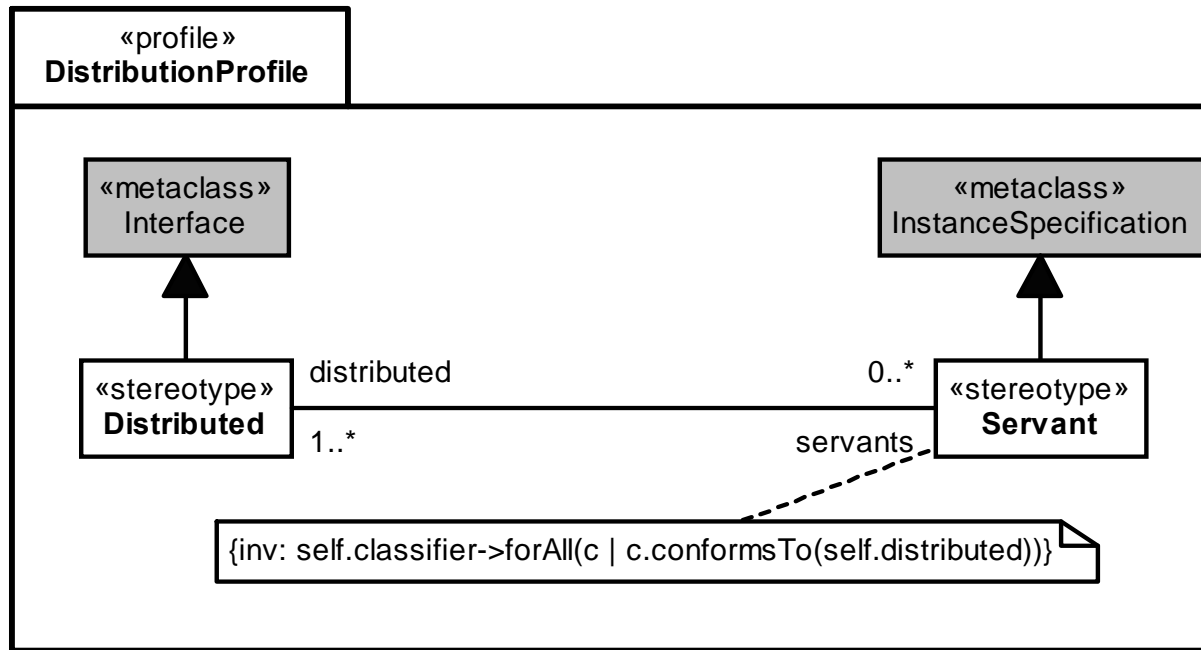 «profile»
DistributionProfile
«metaclass»
Interface
«metaclass»
InstanceSpecification
«stereotype»
Distributed
distributed
1..*
0..*
servants
«stereotype»
Servant
{inv: self.classifier->forAll(c | c.conformsTo(self.distributed))}